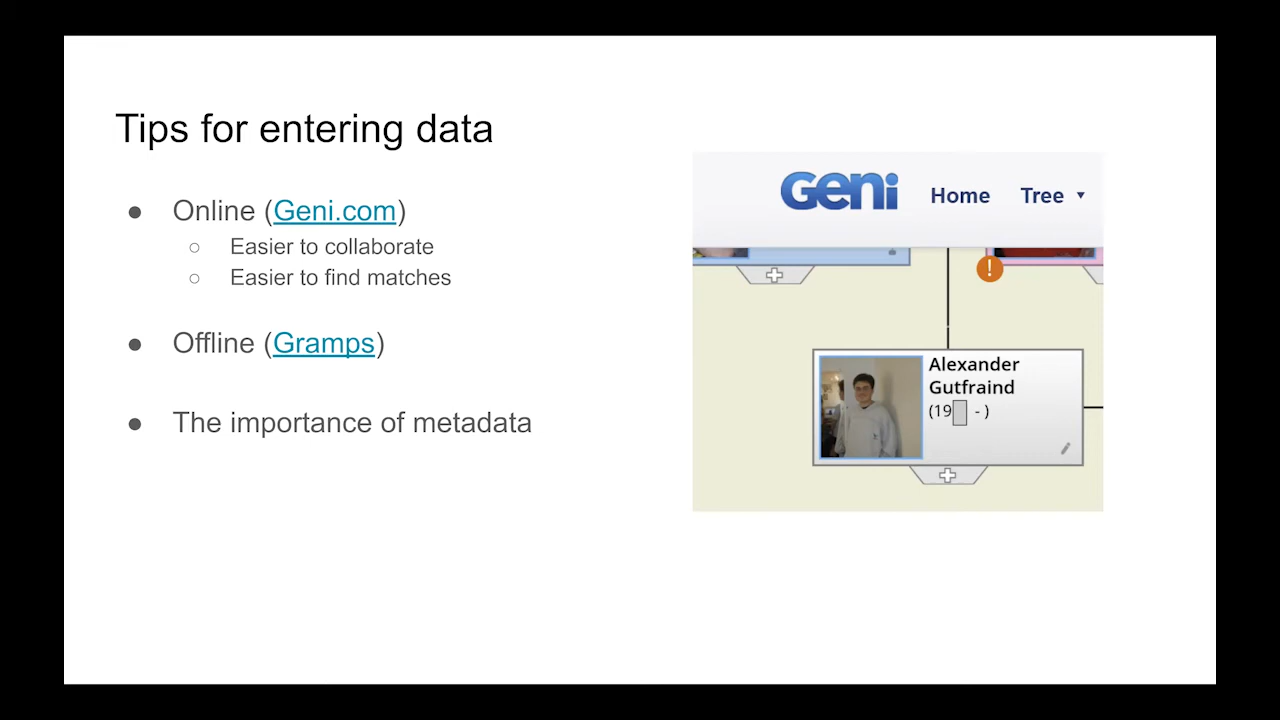 Tips for entering data
● Online (Geni.com)
○ Easier to collaborate
○ Easier to find matches
● Offline (Gramps)
● The importance of metadata
Geni Home Tree ▼
!
Alexander
Gutfraind
(19 - )